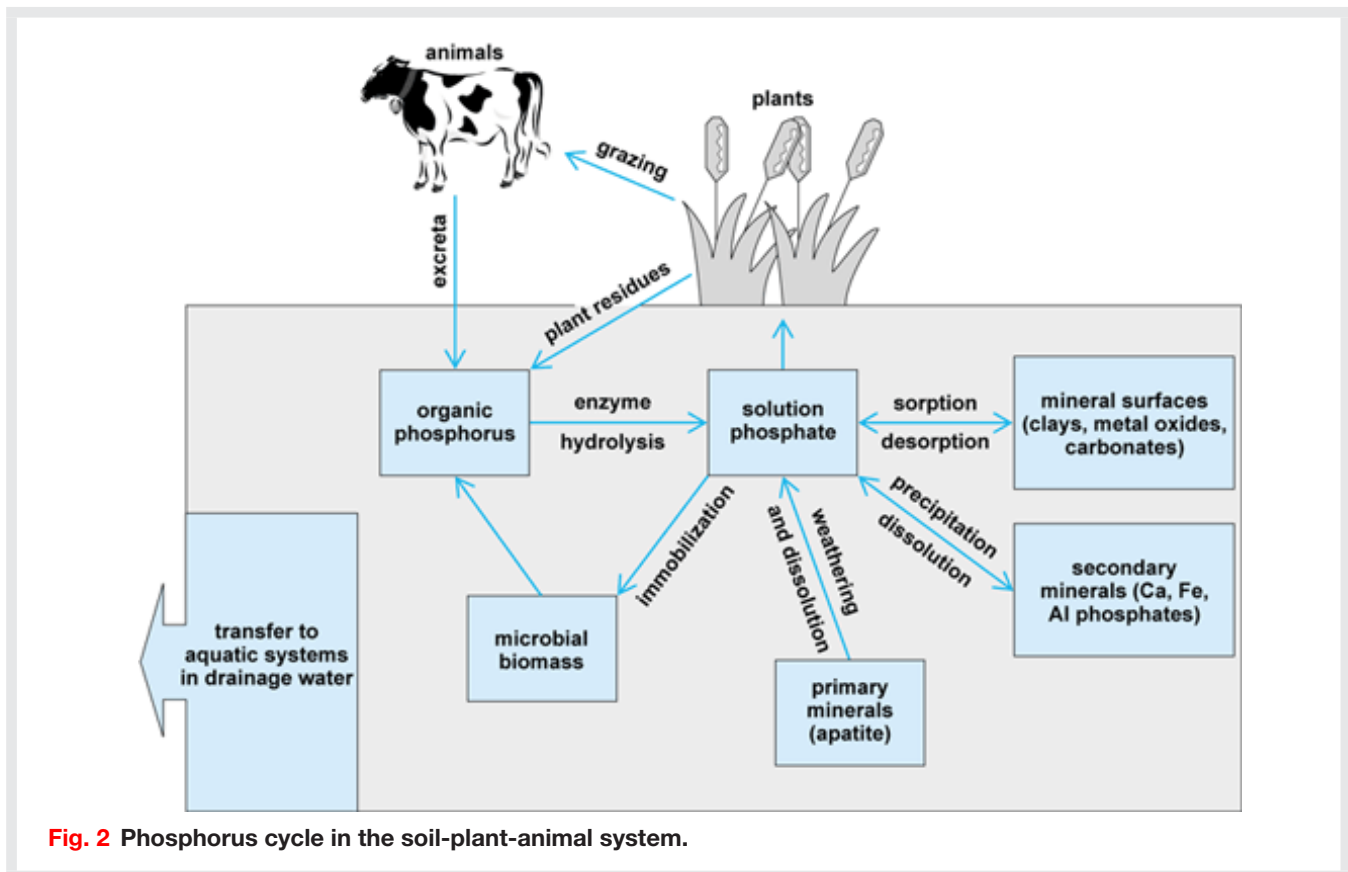 animals
plants
grazing
excreta
plant residues
organic
phosphorus
enzyme
hydrolysis
solution
phosphate
sorption
desorption
mineral surfaces
(clays, metal oxides,
carbonates)
precipitation
dissolution
secondary
minerals (Ca, Fe,
Al phosphates)
immobilization
weathering
and dissolution
microbial
biomass
primary
minerals
(apatite)
transfer to
aquatic systems
in drainage water
Fig. 2 Phosphorus cycle in the soil-plant-animal system.